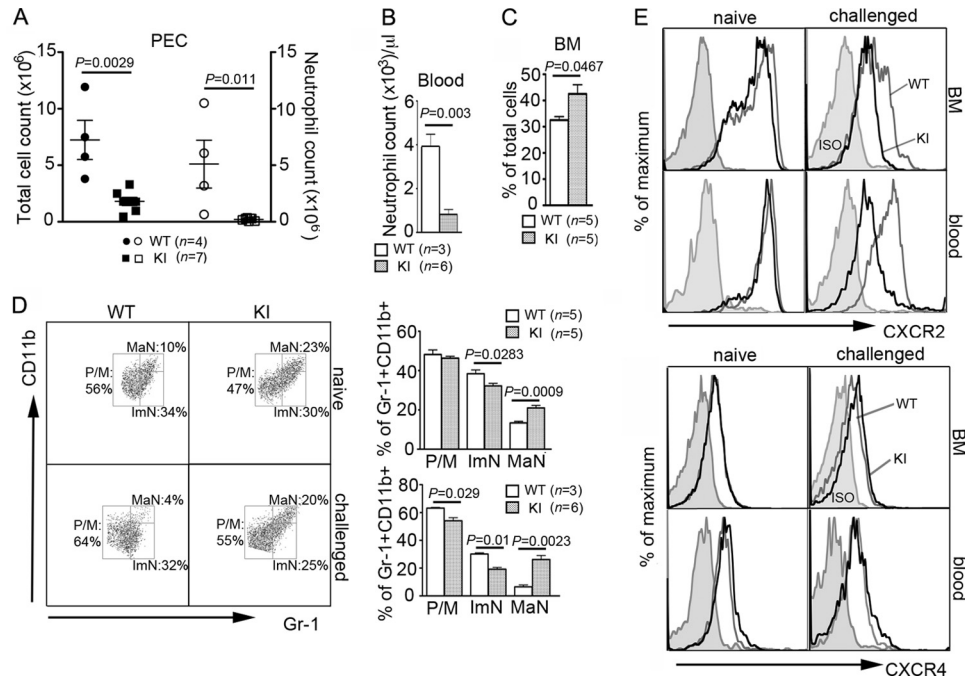 A
PEC
Total cell count (x10⁶)
15
10
5
0
P=0.0029
P=0.011
15
10
5
0
Neutrophil count (x10⁶)
WT (n=4)
KI (n=7)
B
Blood
Neutrophil count (x10³)/µl
6
4
2
0
P=0.003
WT (n=3)
KI (n=6)
C
BM
P=0.0467
% of total cells
50
40
30
20
10
0
WT (n=5)
KI (n=5)
D
WT
KI
CD11b
MaN:10%
P/M:
56%
ImN:34%
MaN:23%
P/M:
47%
ImN:30%
naive
MaN:4%
P/M:
64%
ImN:32%
MaN:20%
P/M:
55%
ImN:25%
challenged
Gr-1
WT (n=5)
KI (n=5)
% of Gr-1+CD11b+
60
40
20
0
P=0.0283
P=0.0009
P/M
ImN
MaN
WT (n=3)
KI (n=6)
% of Gr-1+CD11b+
60
40
20
0
P=0.029
P=0.01
P=0.0023
P/M
ImN
MaN
E
naive
challenged
% of maximum
WT
KI
ISO
BM
blood
CXCR2
naive
challenged
% of maximum
WT
KI
ISO
BM
blood
CXCR4